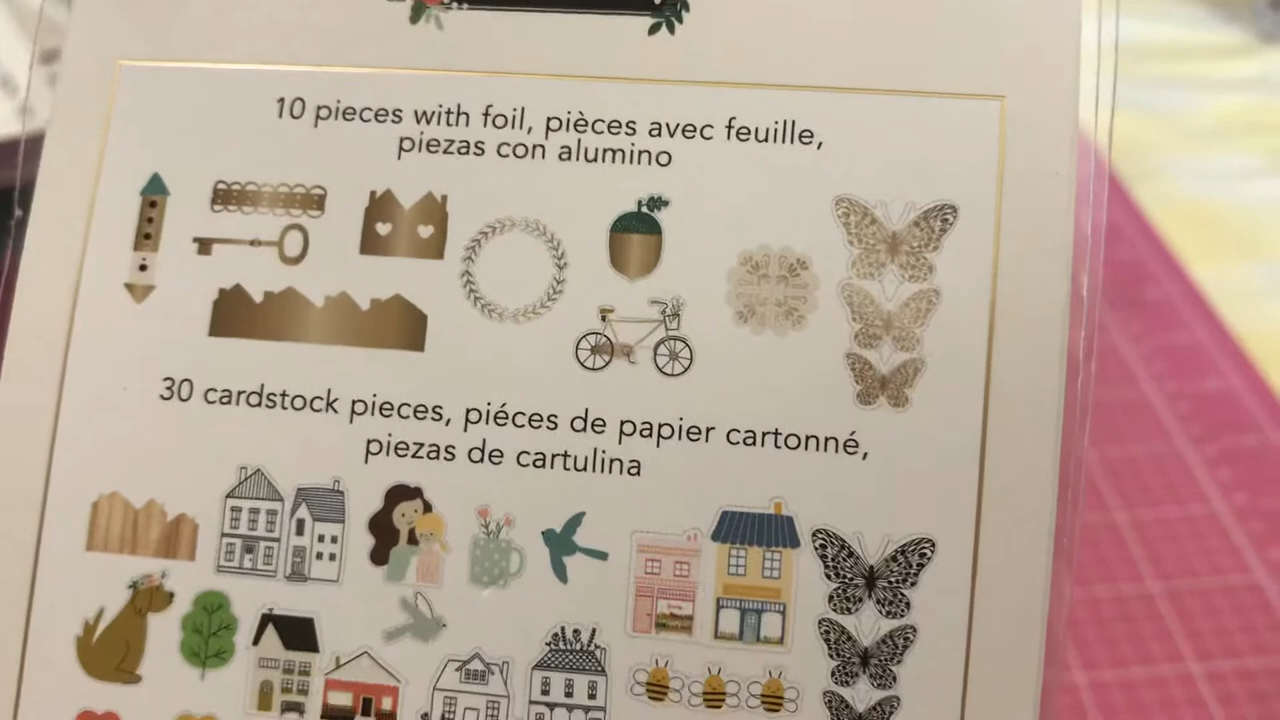 10 pieces with foil, pièces avec feuille,
piezas con alumino
30 cardstock pieces, piéces de papier cartonné,
piezas de cartulina